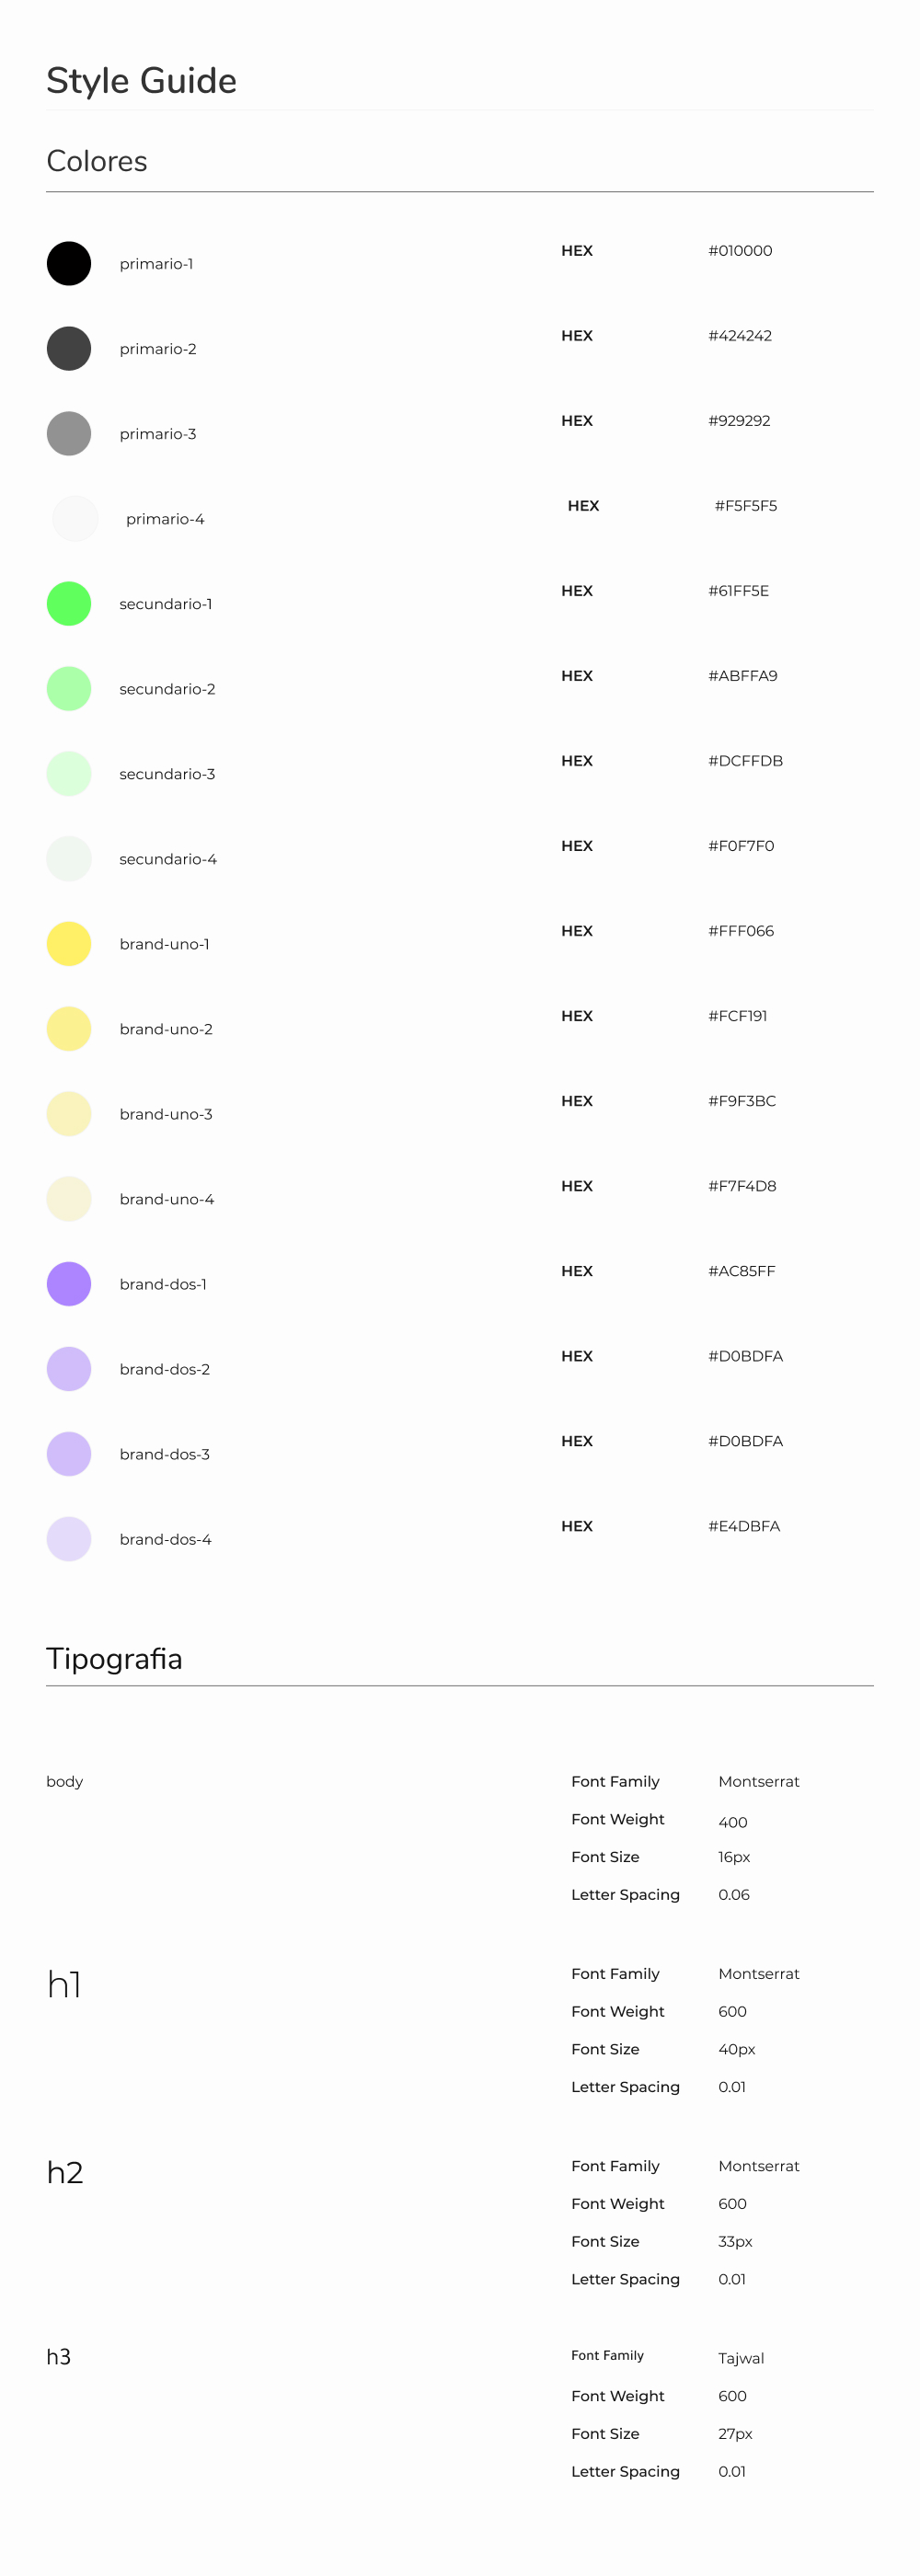 Style Guide
Colores
primario-1 HEX #010000
primario-2 HEX #424242
primario-3 HEX #929292
primario-4 HEX #F5F5F5
secundario-1 HEX #61FF5E
secundario-2 HEX #ABFFA9
secundario-3 HEX #DCFFDB
secundario-4 HEX #F0F7F0
brand-uno-1 HEX #FFF066
brand-uno-2 HEX #FCF191
brand-uno-3 HEX #F9F3BC
brand-uno-4 HEX #F7F4D8
brand-dos-1 HEX #AC85FF
brand-dos-2 HEX #D0BDFA
brand-dos-3 HEX #D0BDFA
brand-dos-4 HEX #E4DBFA
Tipografia
body Font Family Montserrat
Font Weight 400
Font Size 16px
Letter Spacing 0.06
h1 Font Family Montserrat
Font Weight 600
Font Size 40px
Letter Spacing 0.01
h2 Font Family Montserrat
Font Weight 600
Font Size 33px
Letter Spacing 0.01
h3 Font Family Tajwal
Font Weight 600
Font Size 27px
Letter Spacing 0.01